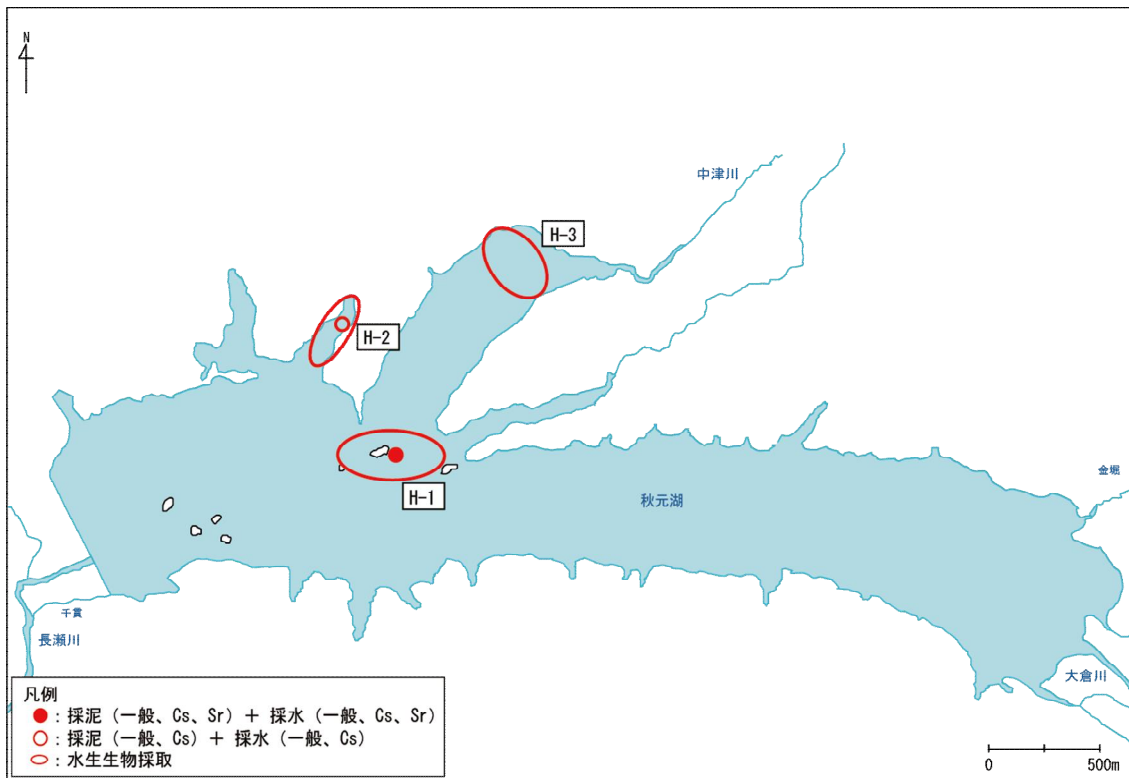 N
中津川
H-3
H-2
H-1
秋元湖
金堀
千貫
長瀬川
大倉川
凡例
：採泥（一般、Cs、Sr）＋ 採水（一般、Cs、Sr）
：採泥（一般、Cs）＋ 採水（一般、Cs）
：水生生物採取
0 500m